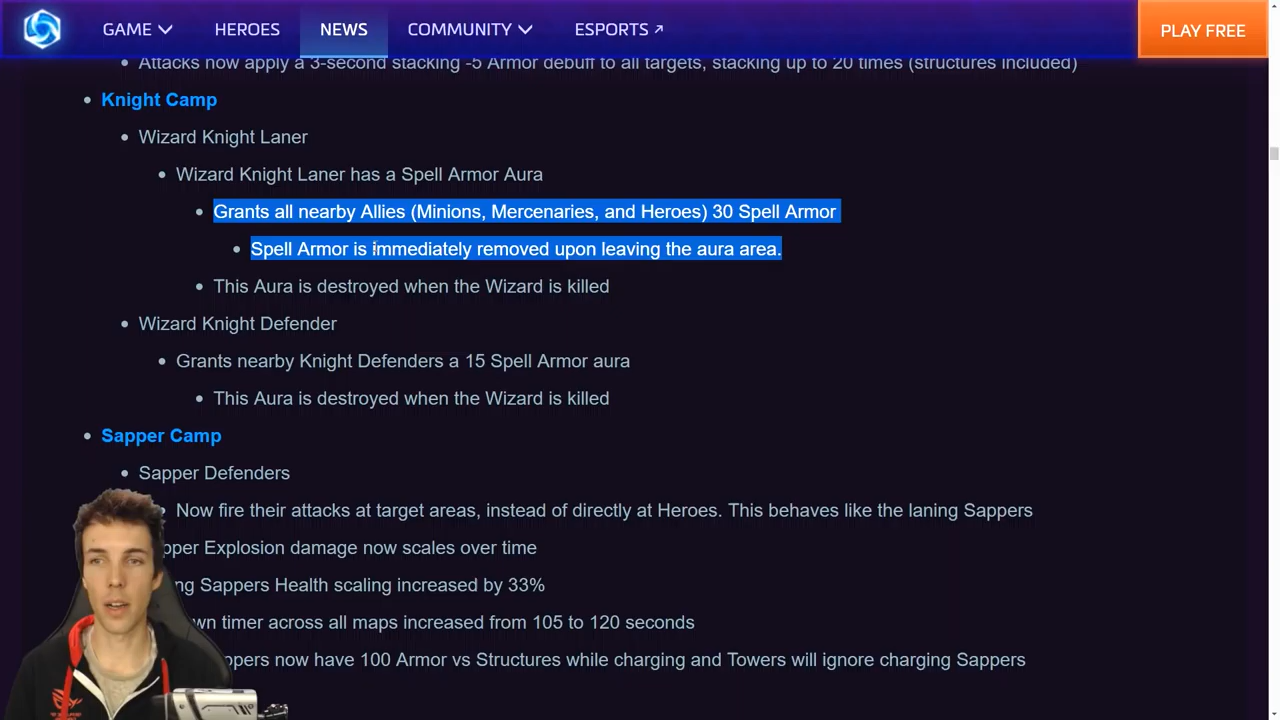 GAME HEROES NEWS COMMUNITY ESPORTS PLAY FREE
Attacks now apply a 3-second stacking -5 Armor debuff to all targets, stacking up to 20 times (structures included)
Knight Camp
Wizard Knight Laner
Wizard Knight Laner has a Spell Armor Aura
Grants all nearby Allies (Minions, Mercenaries, and Heroes) 30 Spell Armor
Spell Armor is immediately removed upon leaving the aura area.
This Aura is destroyed when the Wizard is killed
Wizard Knight Defender
Grants nearby Knight Defenders a 15 Spell Armor aura
This Aura is destroyed when the Wizard is killed
Sapper Camp
Sapper Defenders
Now fire their attacks at target areas, instead of directly at Heroes. This behaves like the laning Sappers
pper Explosion damage now scales over time
ng Sappers Health scaling increased by 33%
wn timer across all maps increased from 105 to 120 seconds
ppers now have 100 Armor vs Structures while charging and Towers will ignore charging Sappers